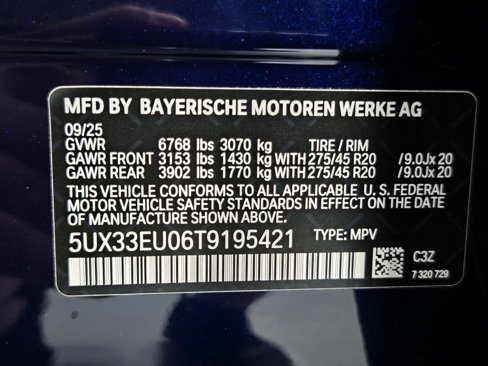 MFD BY BAYERISCHE MOTOREN WERKE AG
09/25
GVWR 6768 lbs 3070 kg TIRE / RIM
GAWR FRONT 3153 lbs 1430 kg WITH 275/45 R20 /9.0Jx20
GAWR REAR 3902 lbs 1770 kg WITH 275/45 R20 /9.0Jx20
THIS VEHICLE CONFORMS TO ALL APPLICABLE U. S. FEDERAL
MOTOR VEHICLE SAFETY STANDARDS IN EFFECT ON THE
DATE OF MANUFACTURE SHOWN ABOVE.
5UX33EU06T9195421 TYPE: MPV
C3Z
7 320 729